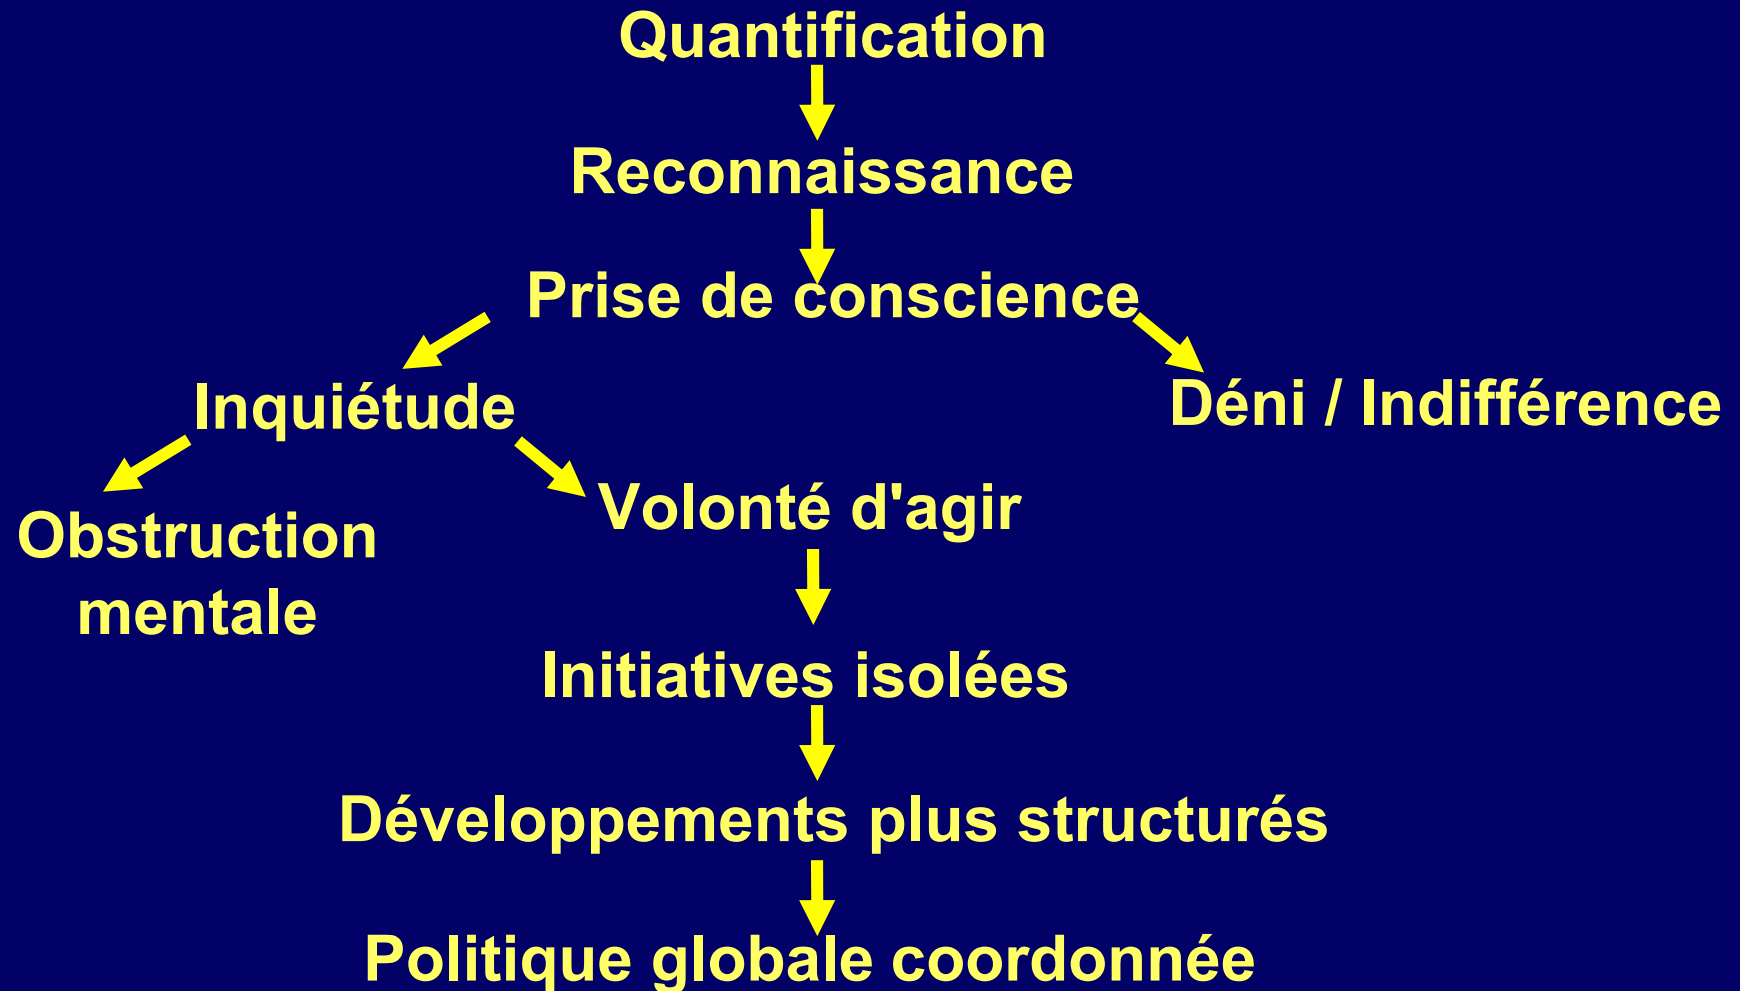 Quantification
Reconnaissance
Prise de conscience
Inquiétude
Déni / Indifférence
Obstruction
mentale
Volonté d'agir
Initiatives isolées
Développements plus structurés
Politique globale coordonnée